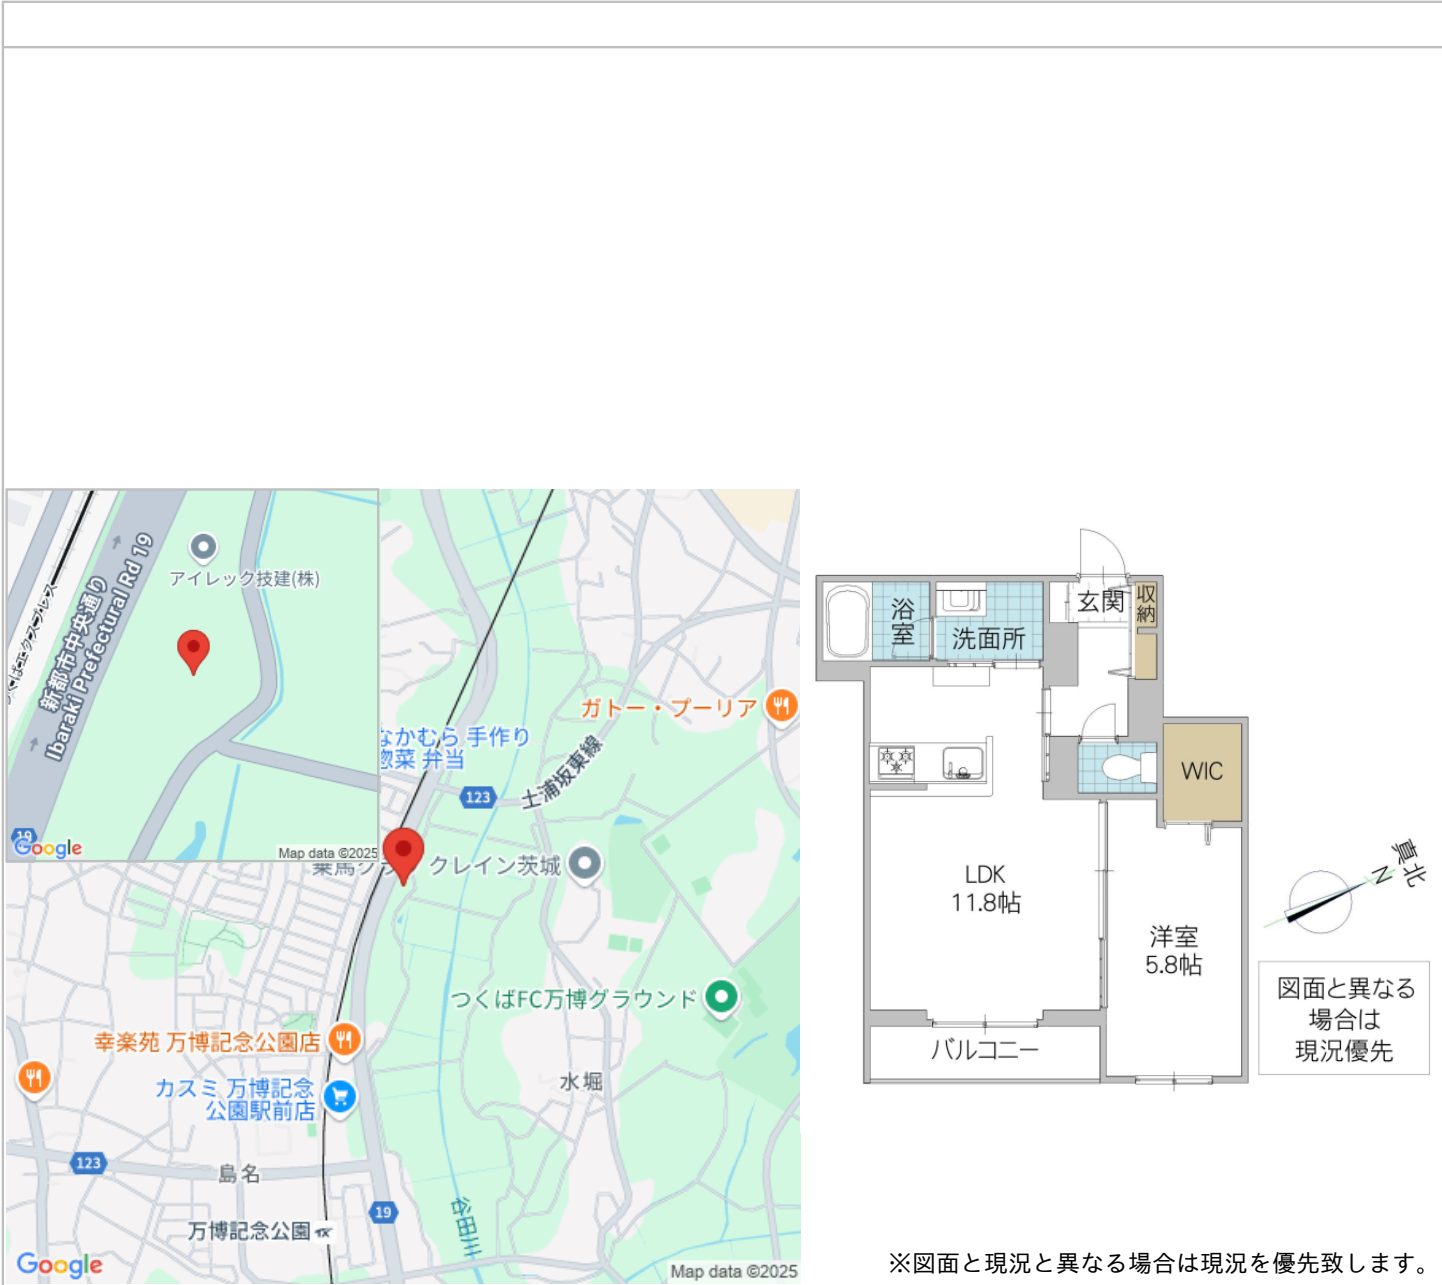 アイレック技建(株)
新都市中央通り
Ibaraki Prefectural Rd 19
19
Google
Map data ©2025
ガトー・プーリア
なかむら 手作り
惣菜 弁当
123
土浦坂東線
クレイン茨城
つくばFC万博グラウンド
幸楽苑 万博記念公園店
カスミ 万博記念
公園駅前店
水堀
123
島名
19
万博記念公園
谷田川
Google
Map data ©2025
浴室
洗面所
玄関
収納
WIC
LDK
11.8帖
洋室
5.8帖
バルコニー
真北
N
図面と異なる
場合は
現況優先
※図面と現況と異なる場合は現況を優先致します。